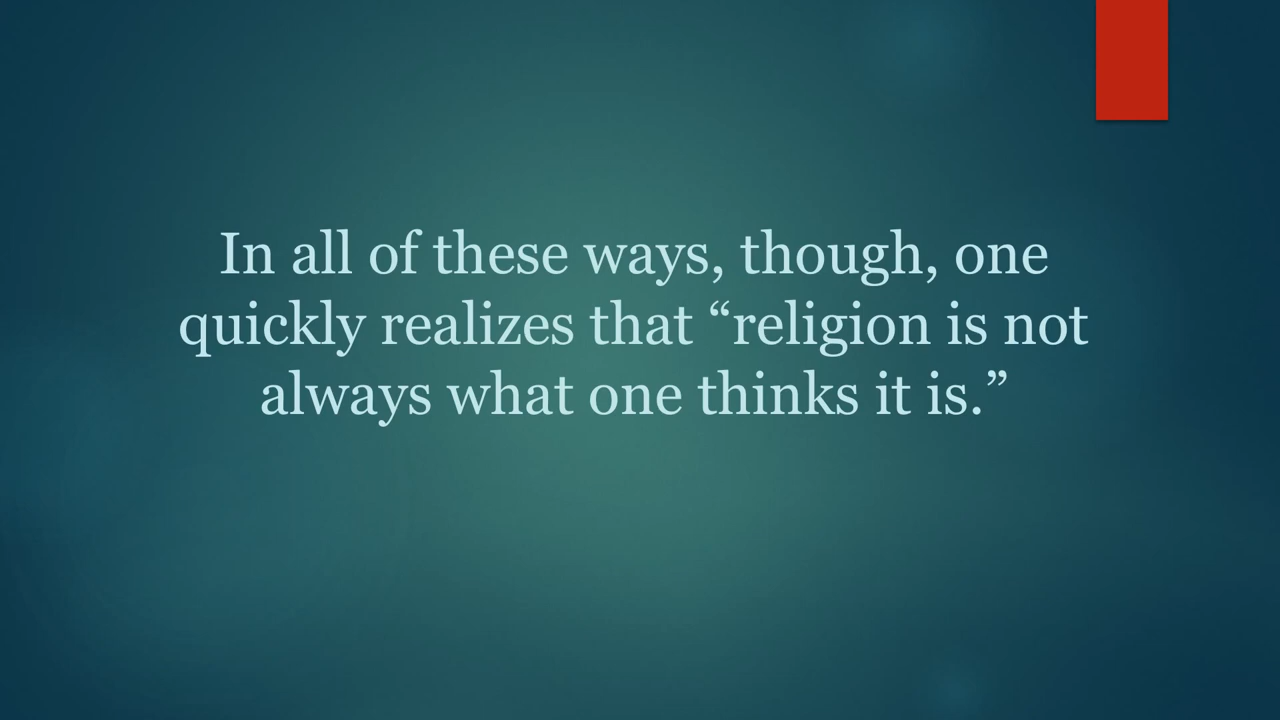 In all of these ways, though, one
quickly realizes that “religion is not
always what one thinks it is.”